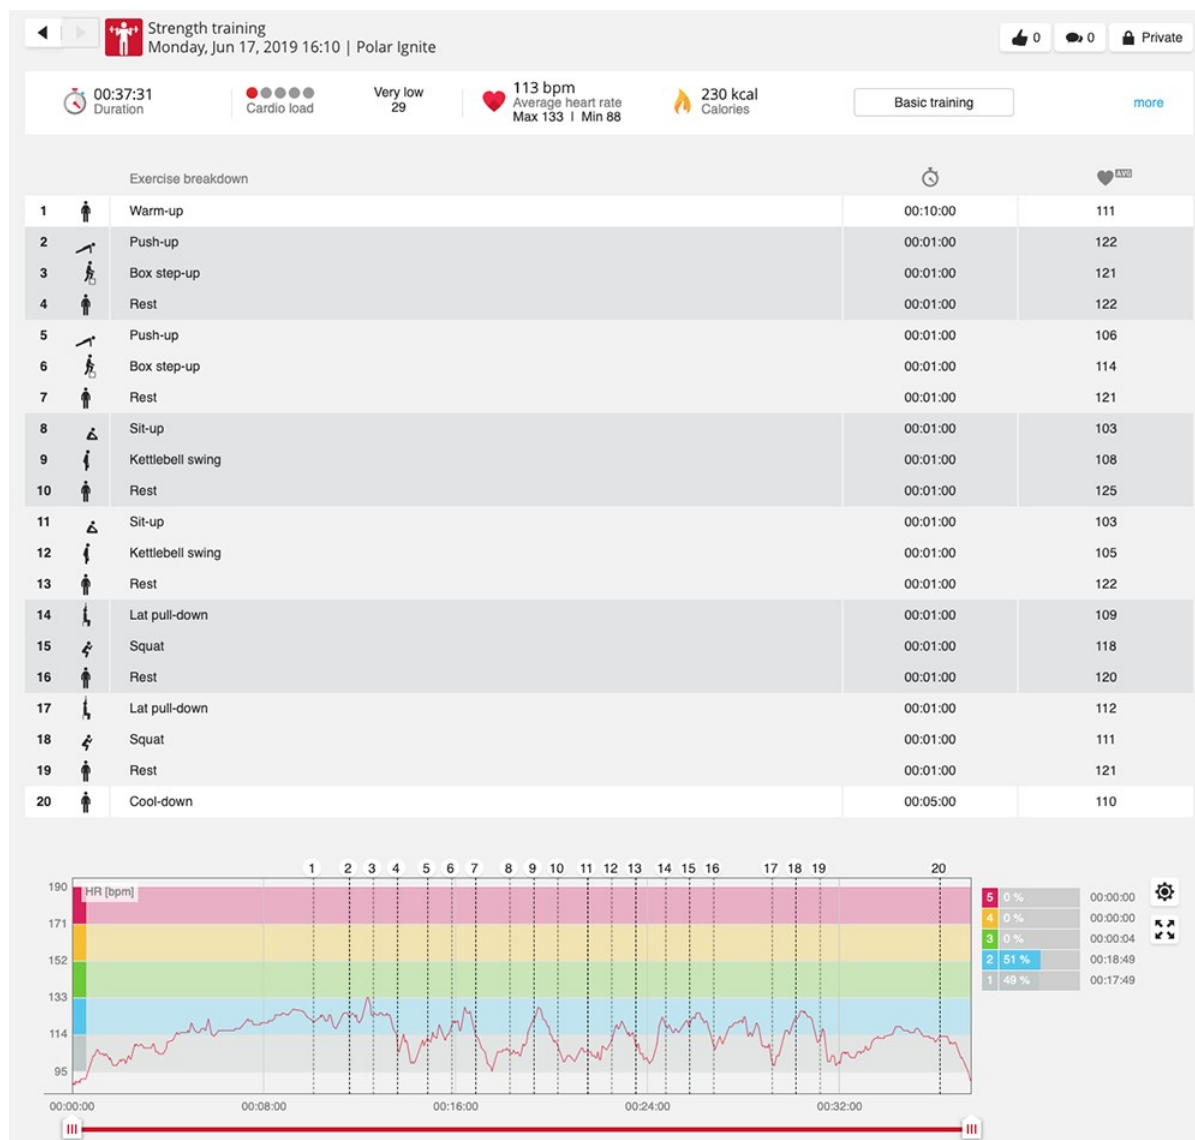 Strength training
Monday, Jun 17, 2019 16:10 | Polar Ignite
0 0 Private
00:37:31
Duration
Cardio load
Very low
29
113 bpm
Average heart rate
Max 133 | Min 88
230 kcal
Calories
Basic training
more
Exercise breakdown AVG
1 Warm-up 00:10:00 111
2 Push-up 00:01:00 122
3 Box step-up 00:01:00 121
4 Rest 00:01:00 122
5 Push-up 00:01:00 106
6 Box step-up 00:01:00 114
7 Rest 00:01:00 121
8 Sit-up 00:01:00 103
9 Kettlebell swing 00:01:00 108
10 Rest 00:01:00 125
11 Sit-up 00:01:00 103
12 Kettlebell swing 00:01:00 105
13 Rest 00:01:00 122
14 Lat pull-down 00:01:00 109
15 Squat 00:01:00 118
16 Rest 00:01:00 120
17 Lat pull-down 00:01:00 112
18 Squat 00:01:00 111
19 Rest 00:01:00 121
20 Cool-down 00:05:00 110
1 2 3 4 5 6 7 8 9 10 11 12 13 14 15 16 17 18 19 20
HR [bpm]
190
171
152
133
114
95
00:00:00 00:08:00 00:16:00 00:24:00 00:32:00
5 0 % 00:00:00
4 0 % 00:00:00
3 0 % 00:00:04
2 51 % 00:18:49
1 49 % 00:17:49